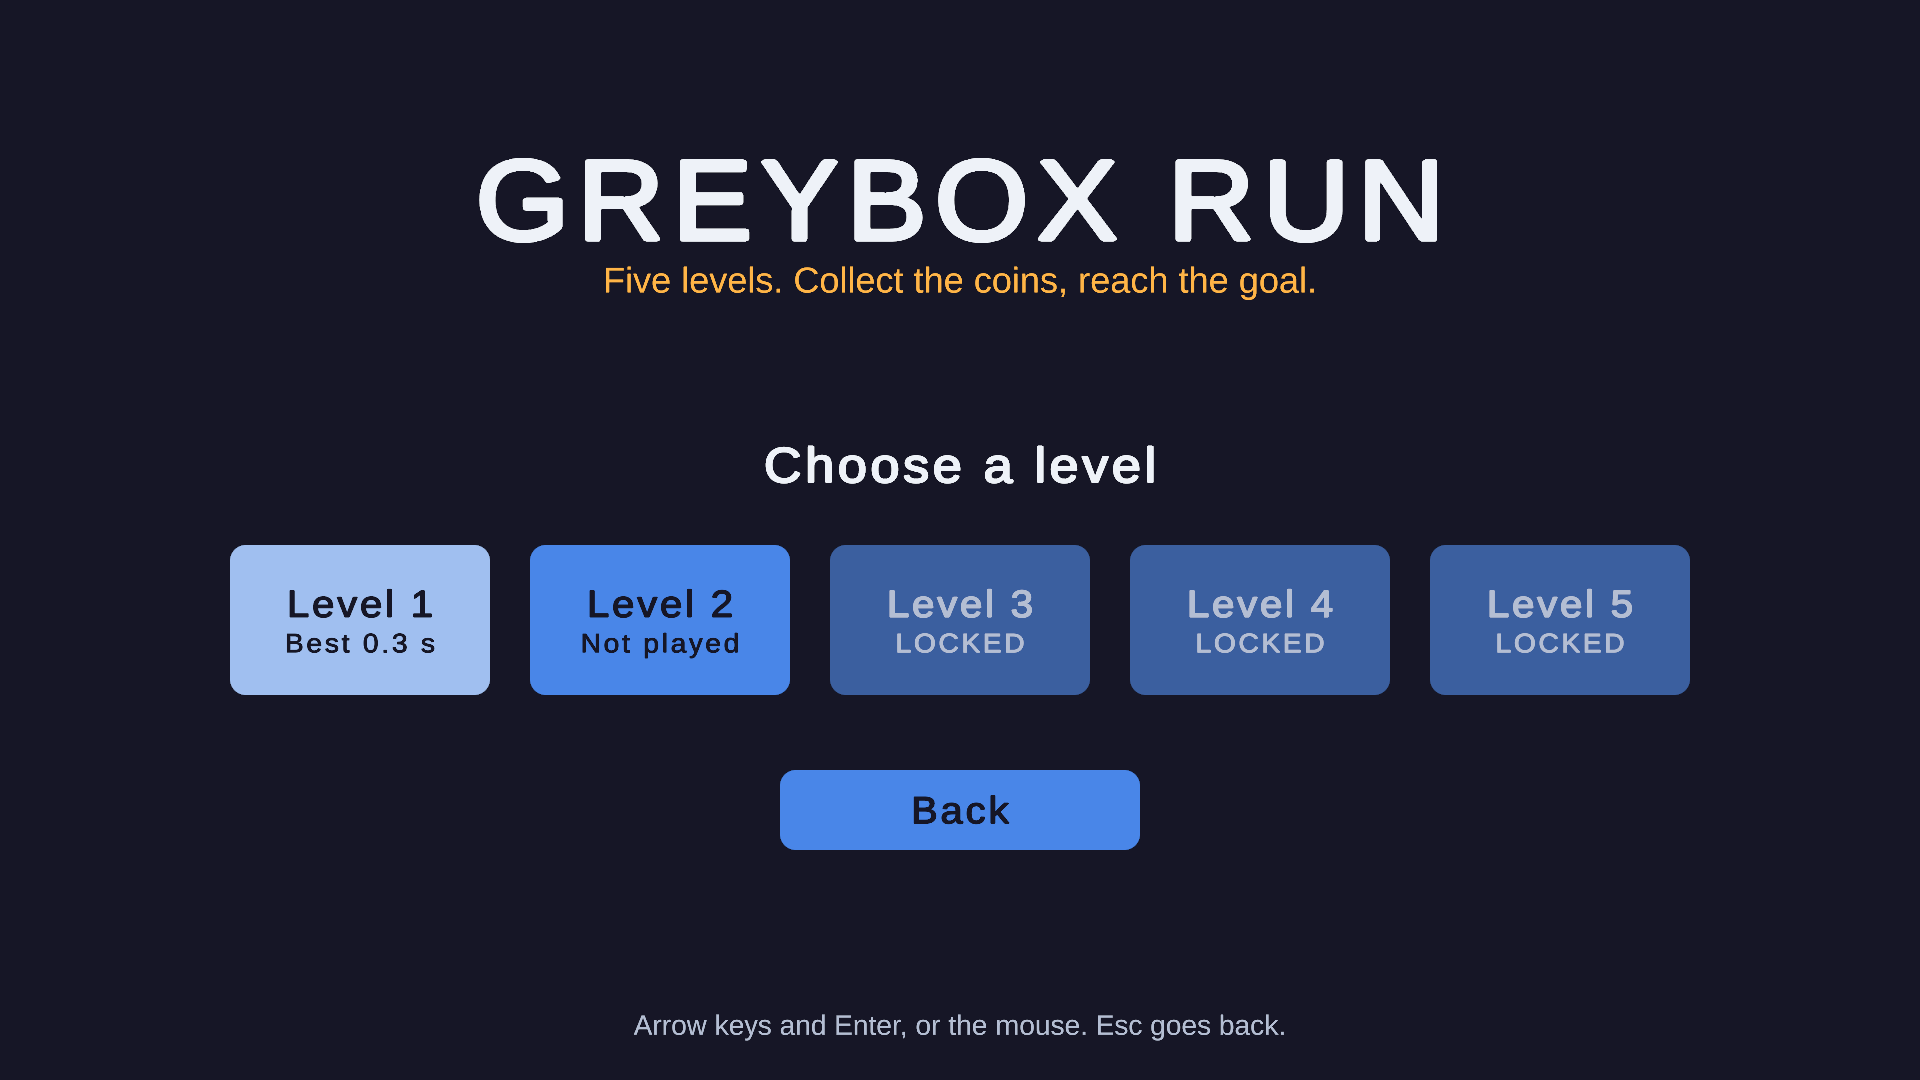 GREYBOX RUN
Five levels. Collect the coins, reach the goal.
Choose a level
Level 1
Best 0.3 s
Level 2
Not played
Level 3
LOCKED
Level 4
LOCKED
Level 5
LOCKED
Back
Arrow keys and Enter, or the mouse. Esc goes back.